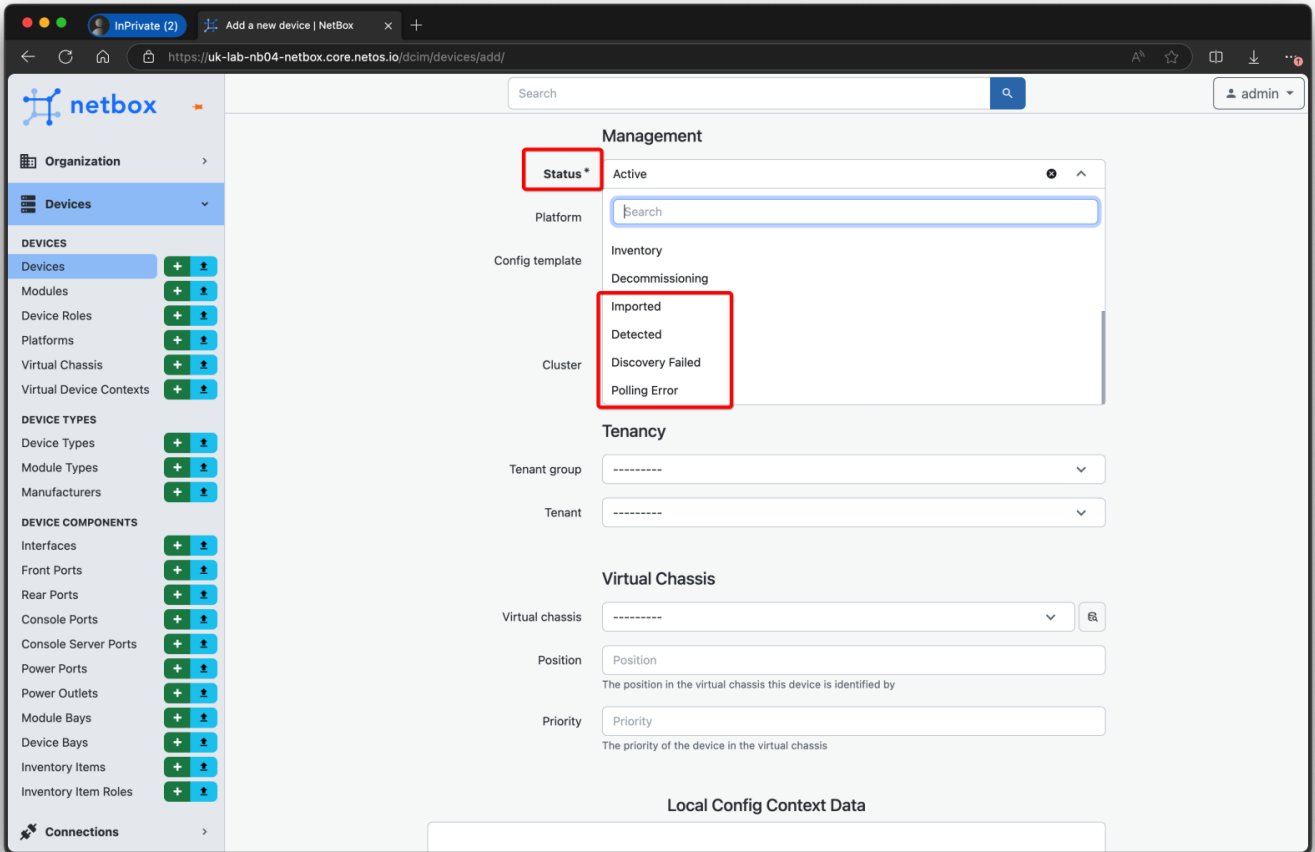 InPrivate (2)
Add a new device | NetBox
https://uk-lab-nb04-netbox.core.netos.io/dcim/devices/add/
netbox
Search
admin
Organization
Devices
DEVICES
Devices
Modules
Device Roles
Platforms
Virtual Chassis
Virtual Device Contexts
DEVICE TYPES
Device Types
Module Types
Manufacturers
DEVICE COMPONENTS
Interfaces
Front Ports
Rear Ports
Console Ports
Console Server Ports
Power Ports
Power Outlets
Module Bays
Device Bays
Inventory Items
Inventory Item Roles
Connections
Management
Status * Active
Search
Platform
Inventory
Config template
Decommissioning
Imported
Detected
Cluster
Discovery Failed
Polling Error
Tenancy
Tenant group ---------
Tenant ---------
Virtual Chassis
Virtual chassis ---------
Position Position
The position in the virtual chassis this device is identified by
Priority Priority
The priority of the device in the virtual chassis
Local Config Context Data